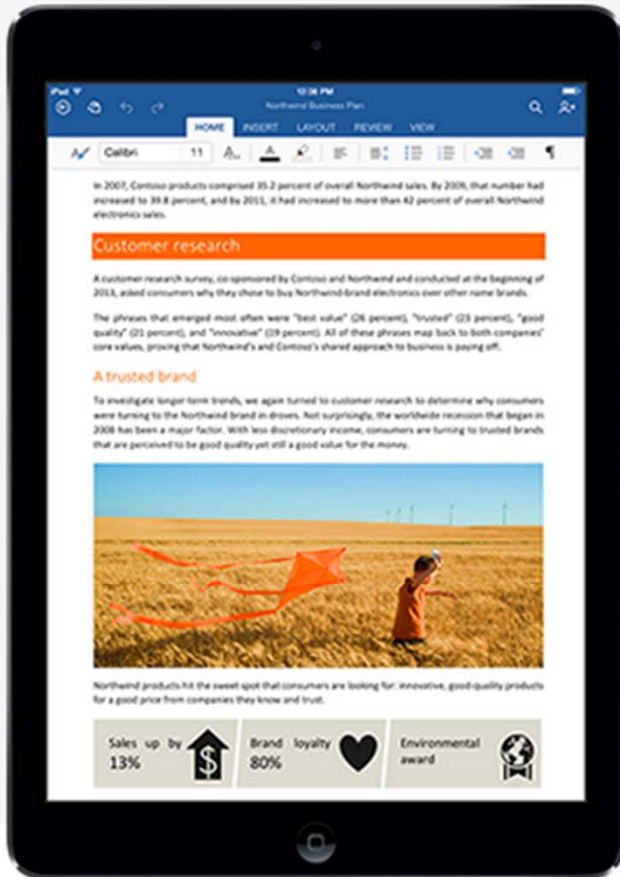 iPad
12:36 PM
Northwind Business Plan
HOME INSERT LAYOUT REVIEW VIEW
Calibri 11 A... A
In 2007, Contoso products comprised 35.2 percent of overall Northwind sales. By 2009, that number had
increased to 39.8 percent, and by 2011, it had increased to more than 42 percent of overall Northwind
electronics sales.
Customer research
A customer research survey, co-sponsored by Contoso and Northwind and conducted at the beginning of
2013, asked consumers why they chose to buy Northwind-brand electronics over other name brands.
The phrases that emerged most often were "best value" (26 percent), "trusted" (23 percent), "good
quality" (21 percent), and "innovative" (19 percent). All of these phrases map back to both companies'
core values, proving that Northwind's and Contoso's shared approach to business is paying off.
A trusted brand
To investigate longer-term trends, we again turned to customer research to determine why consumers
were turning to the Northwind brand in droves. Not surprisingly, the worldwide recession that began in
2008 has been a major factor. With less discretionary income, consumers are turning to trusted brands
that are perceived to be good quality yet still a good value for the money.
Northwind products hit the sweet spot that consumers are looking for: innovative, good-quality products
for a good price from companies they know and trust.
Sales up by
13%
$
Brand loyalty
80%
Environmental
award